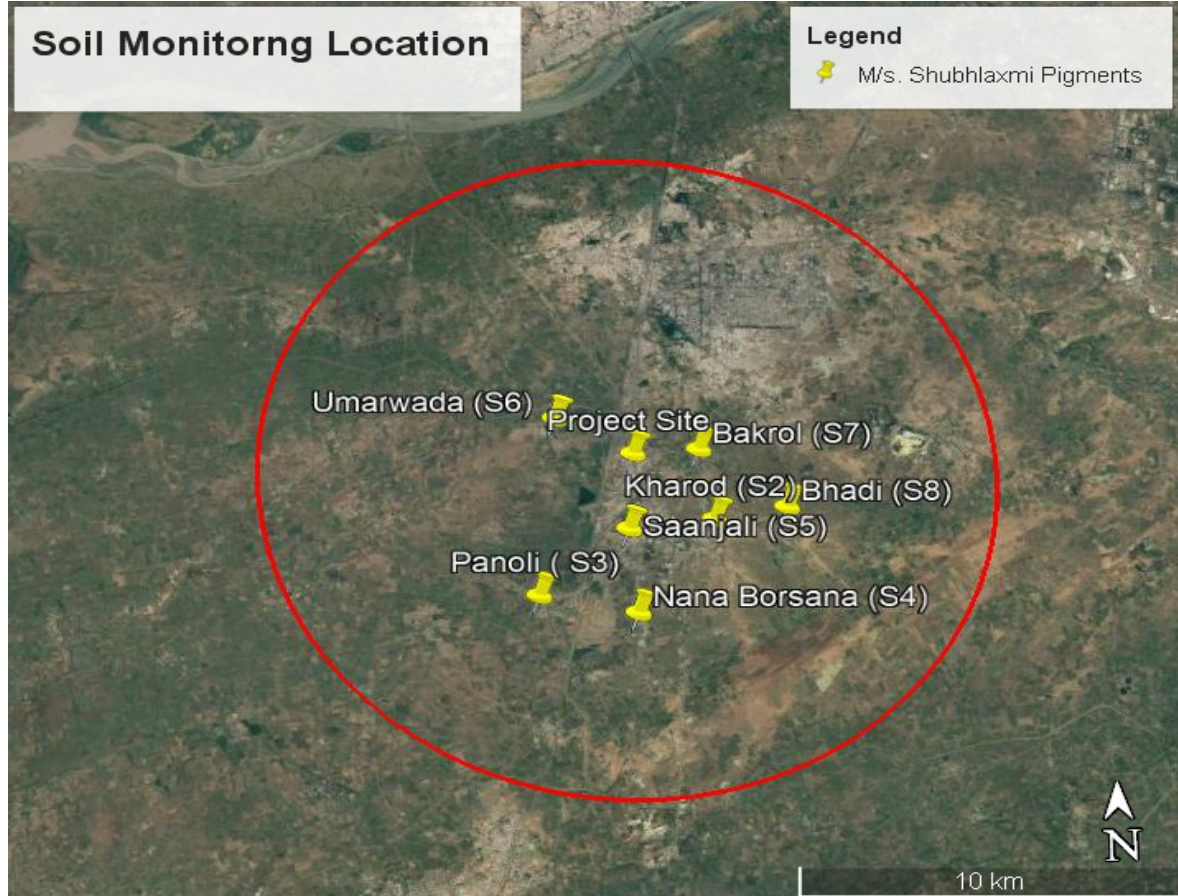 Soil Monitorng Location
Legend
M/s. Shubhlaxmi Pigments
Umarwada (S6)
Project Site
Bakrol (S7)
Kharod (S2)
Bhadi (S8)
Saanjali (S5)
Panoli ( S3)
Nana Borsana (S4)
N
10 km